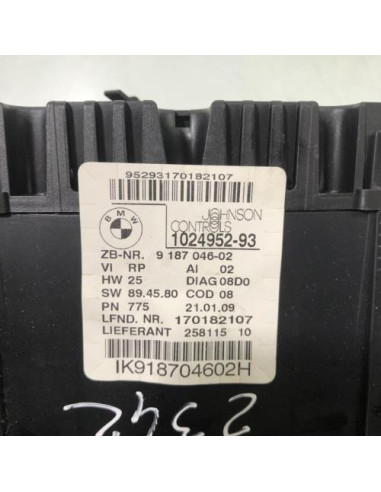 95293170182107
BMW
JOHNSON
CONTROLS
1024952-93
ZB-NR. 9 187 046-02
VI RP AI 02
HW 25 DIAG 08D0
SW 89.45.80 COD 08
PN 775 21.01.09
LFND. NR. 170182107
LIEFERANT 258115 10
IK918704602H
2342